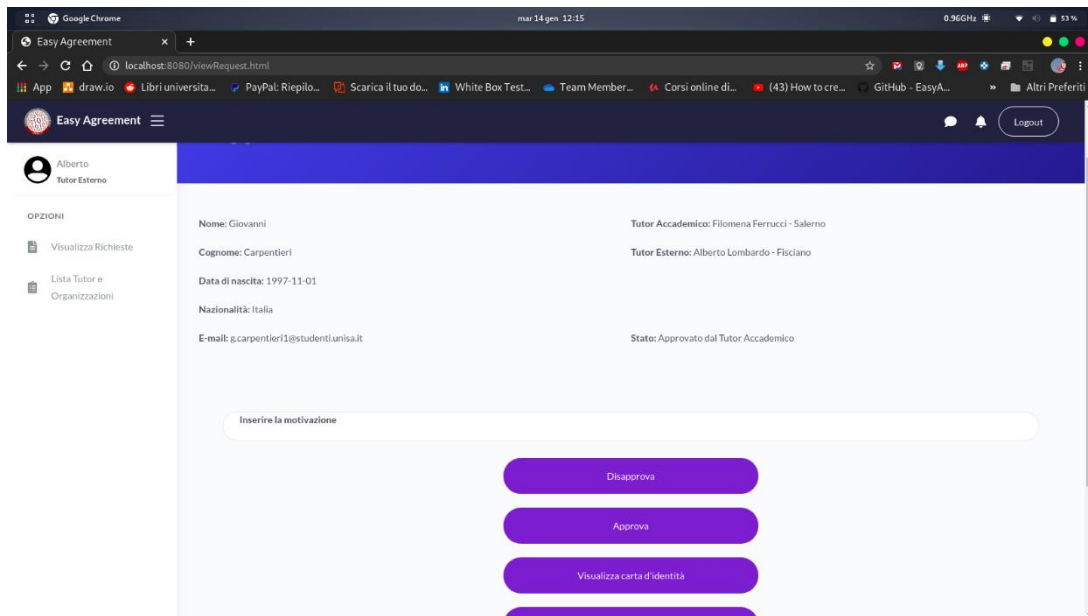 Google Chrome
mar 14 gen 12:15
0.96GHz
53 %
Easy Agreement
localhost:8080/viewRequest.html
App
draw.io
Libri universita...
PayPal: Riepilo...
Scarica il tuo do...
White Box Test...
Team Member...
Corsi online di...
(43) How to cre...
GitHub - EasyA...
»
Altri Preferiti
Easy Agreement
Logout
Alberto
Tutor Esterno
OPZIONI
Visualizza Richieste
Lista Tutor e
Organizzazioni
Nome: Giovanni
Tutor Accademico: Filomena Ferrucci - Salerno
Cognome: Carpentieri
Tutor Esterno: Alberto Lombardo - Fisciano
Data di nascita: 1997-11-01
Nazionalità: Italia
E-mail: g.carpentieri1@studenti.unisa.it
Stato: Approvato dal Tutor Accademico
Inserire la motivazione
Disapprova
Approva
Visualizza carta d'identità